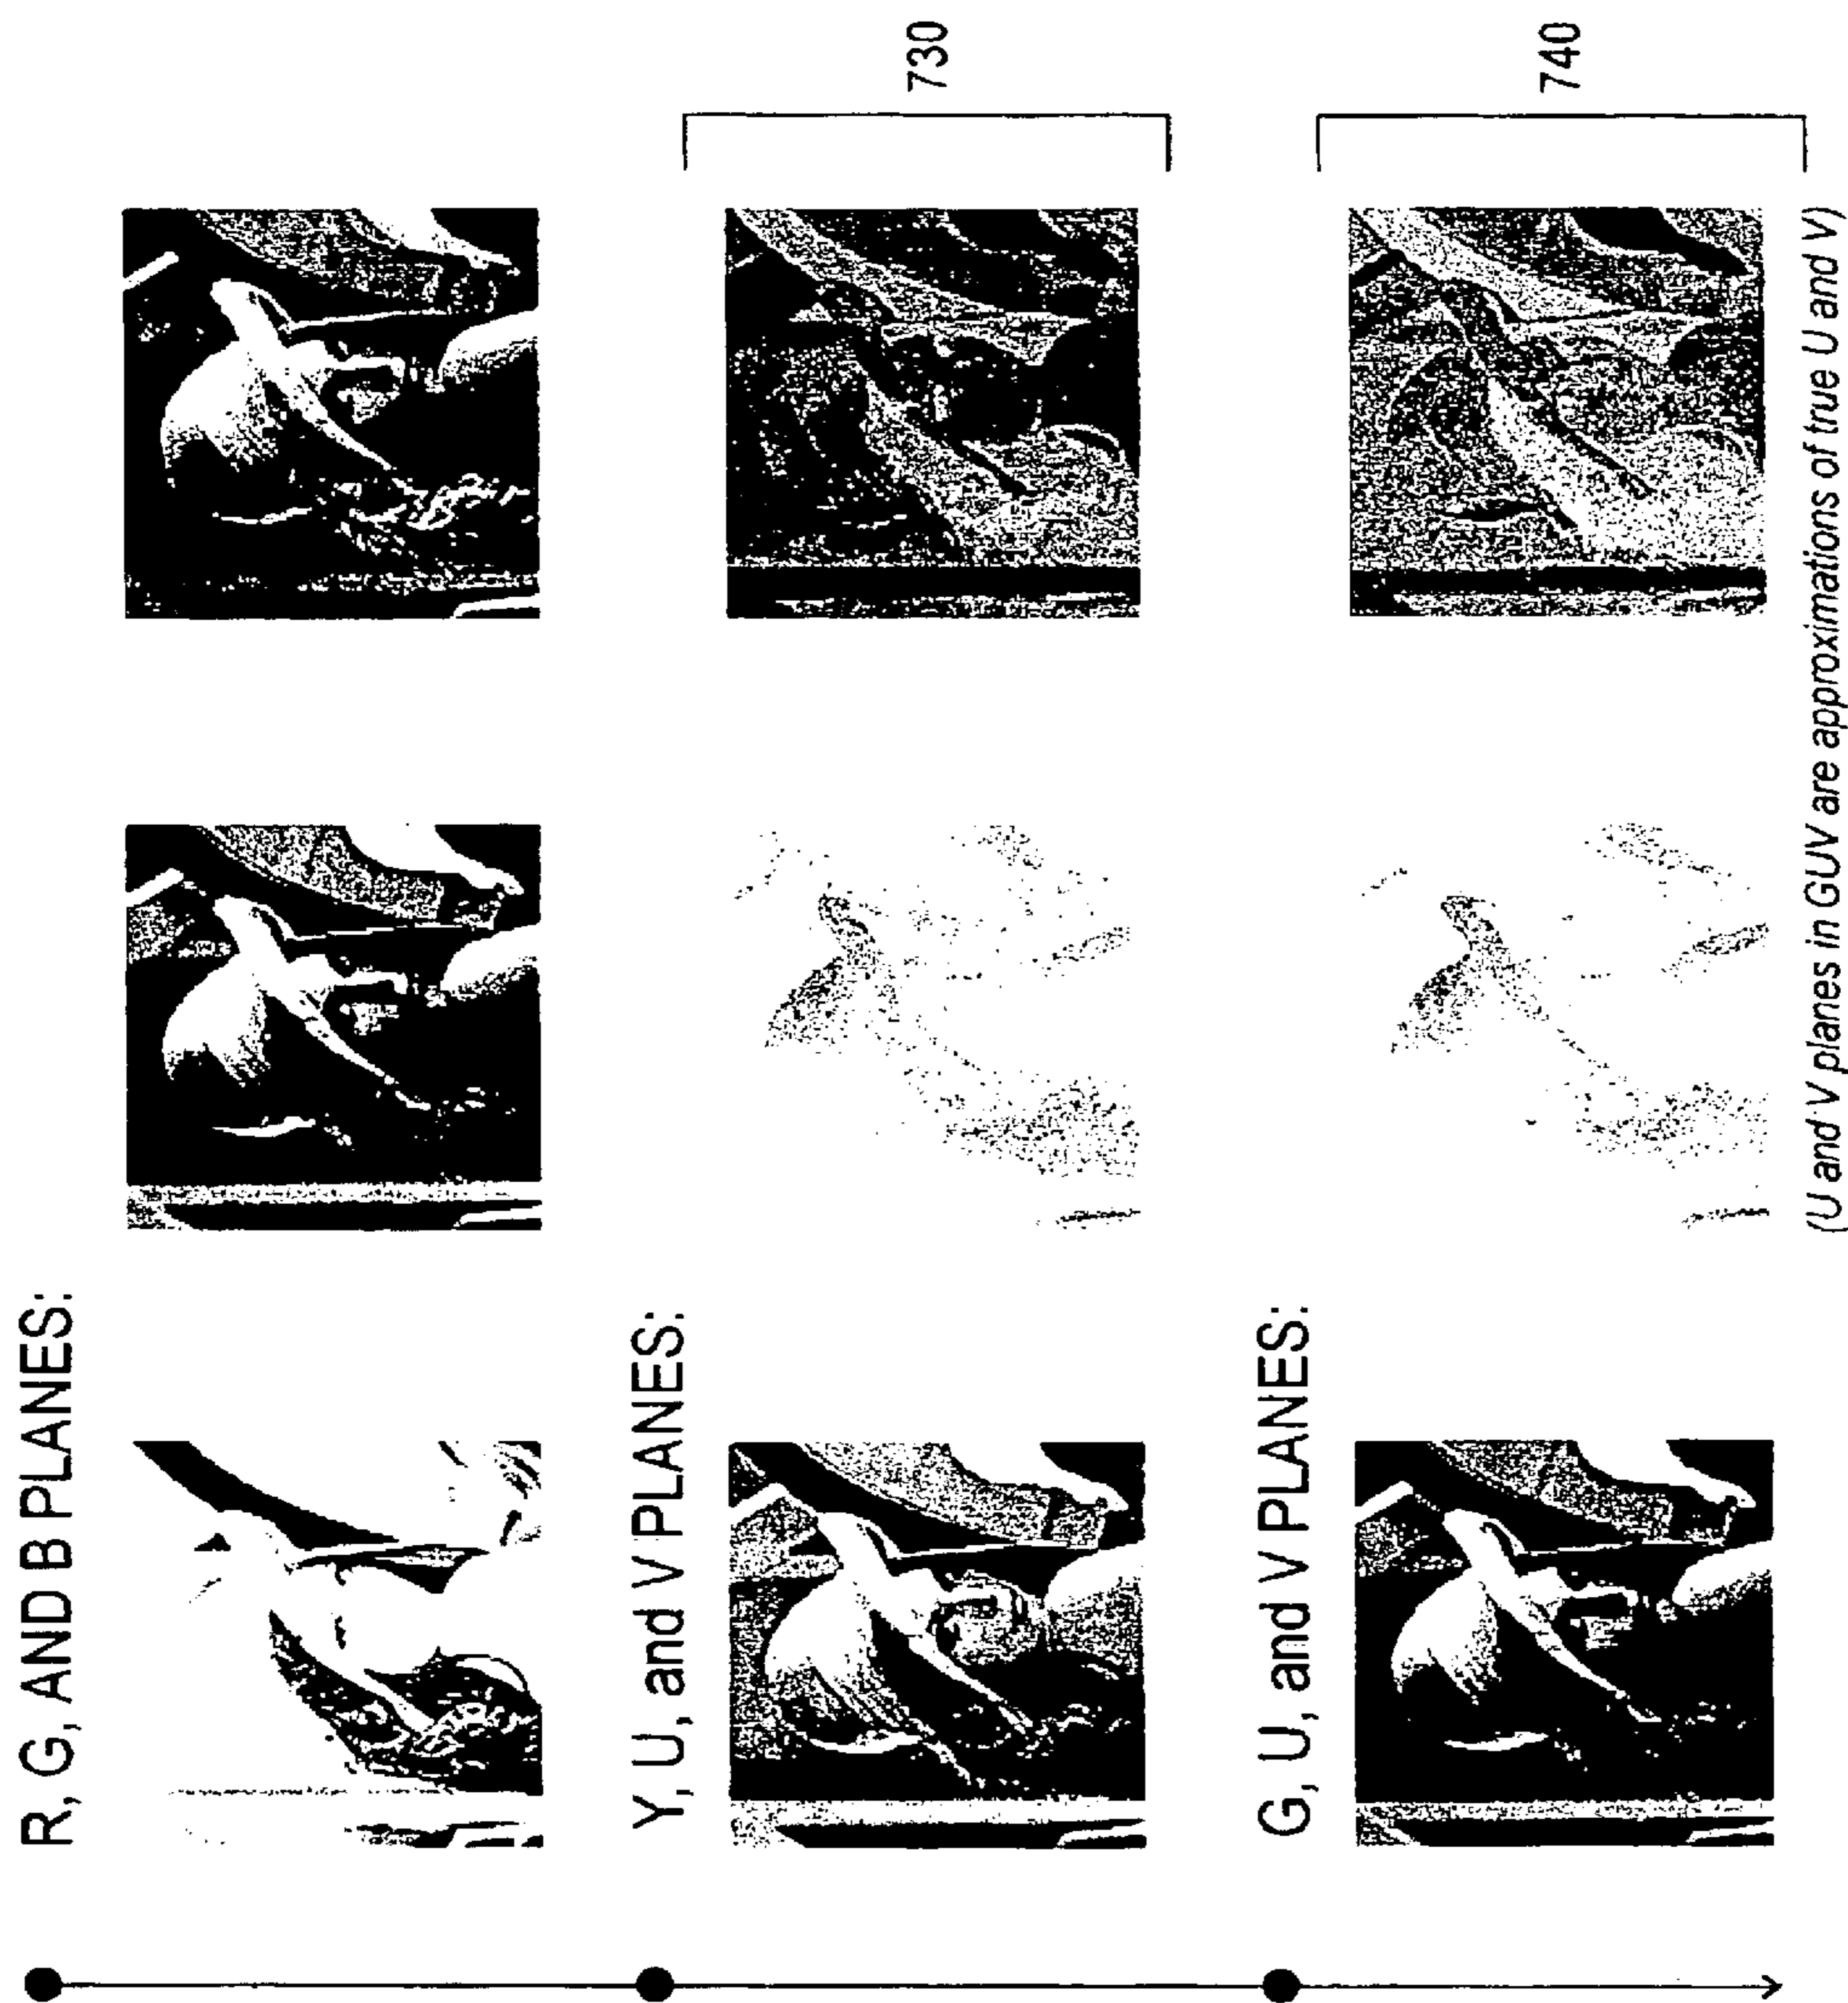 R, G, AND B PLANES:
Y, U, and V PLANES:
730
G, U, and V PLANES:
740
(U and V planes in GUV are approximations of true U and V)